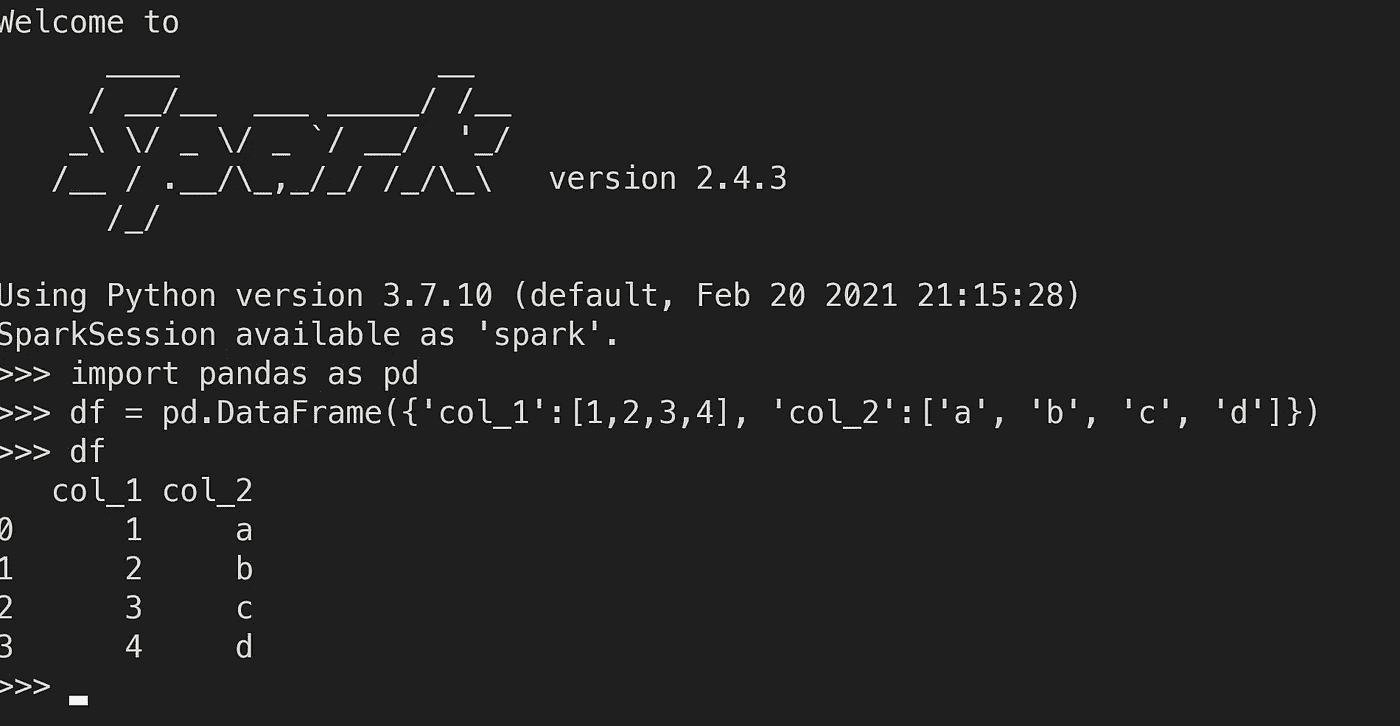 Welcome to
      ____              __
     / __/__  ___ _____/ /__
    _\ \/ _ \/ _ `/ __/  '_/
   /__ / .__/\_,_/_/ /_/\_\   version 2.4.3
      /_/
Using Python version 3.7.10 (default, Feb 20 2021 21:15:28)
SparkSession available as 'spark'.
>>> import pandas as pd
>>> df = pd.DataFrame({'col_1':[1,2,3,4], 'col_2':['a', 'b', 'c', 'd']})
>>> df
   col_1 col_2
0      1     a
1      2     b
2      3     c
3      4     d
>>>